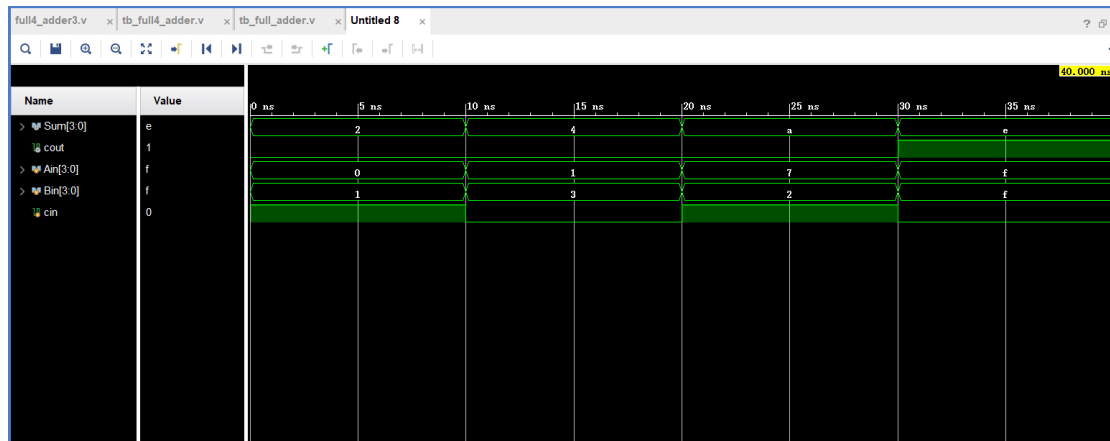 full4_adder3.v × tb_full4_adder.v × tb_full_adder.v × Untitled 8 × ?
40.000 ns
Name Value 0 ns 5 ns 10 ns 15 ns 20 ns 25 ns 30 ns 35 ns
> Sum[3:0] e 2 4 a e
cout 1
> Ain[3:0] f 0 1 7 f
> Bin[3:0] f 1 3 2 f
cin 0